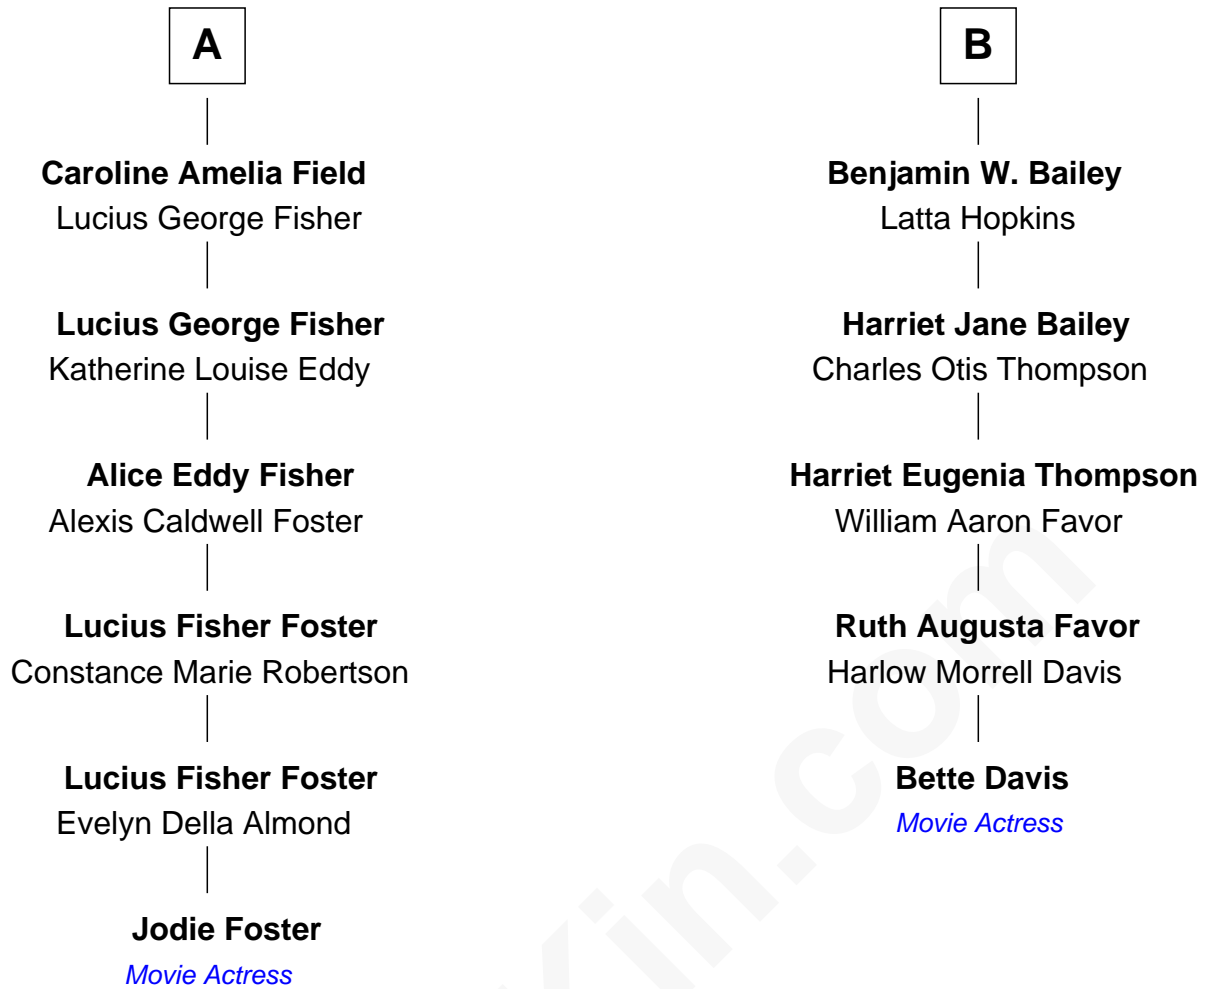 A
Caroline Amelia Field
Lucius George Fisher
Lucius George Fisher
Katherine Louise Eddy
Alice Eddy Fisher
Alexis Caldwell Foster
Lucius Fisher Foster
Constance Marie Robertson
Lucius Fisher Foster
Evelyn Della Almond
Jodie Foster
Movie Actress
B
Benjamin W. Bailey
Latta Hopkins
Harriet Jane Bailey
Charles Otis Thompson
Harriet Eugenia Thompson
William Aaron Favor
Ruth Augusta Favor
Harlow Morrell Davis
Bette Davis
Movie Actress
Kin.com